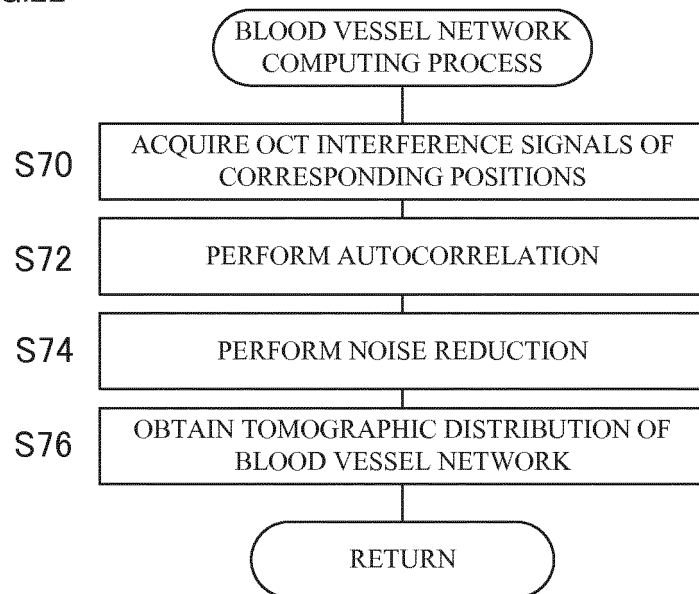 BLOOD VESSEL NETWORK
COMPUTING PROCESS
S70
ACQUIRE OCT INTERFERENCE SIGNALS OF
CORRESPONDING POSITIONS
S72
PERFORM AUTOCORRELATION
S74
PERFORM NOISE REDUCTION
S76
OBTAIN TOMOGRAPHIC DISTRIBUTION OF
BLOOD VESSEL NETWORK
RETURN